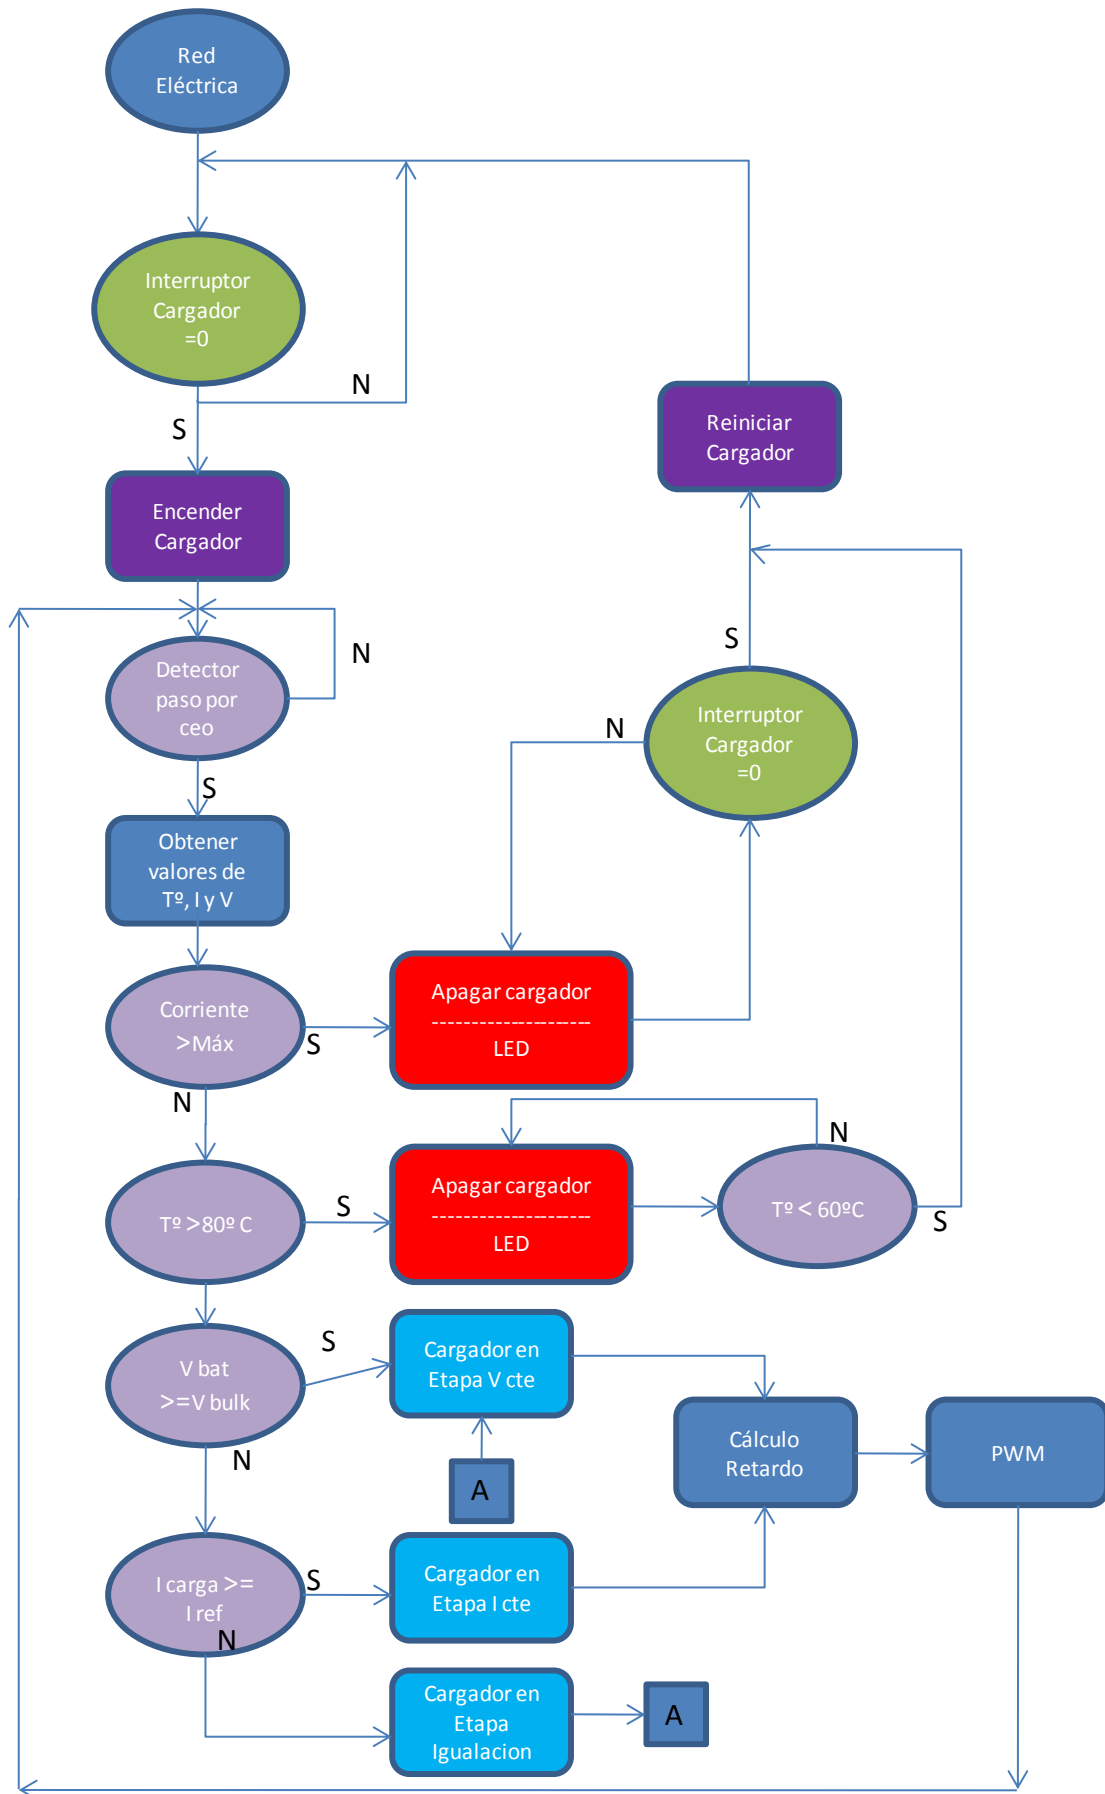 Red
Eléctrica
Interruptor
Cargador
=0
N
S
Reiniciar
Cargador
Encender
Cargador
N
S
Detector
paso por
ceo
Interruptor
Cargador
=0
N
S
Obtener
valores de
Tº, I y V
Corriente
>Máx
S
Apagar cargador
---------------------
LED
N
Tº >80º C
S
Apagar cargador
---------------------
LED
N
Tº < 60ºC
S
V bat
>=V bulk
S
Cargador en
Etapa V cte
Cálculo
Retardo
PWM
N
A
I carga >=
I ref
S
Cargador en
Etapa I cte
N
Cargador en
Etapa
Igualacion
A